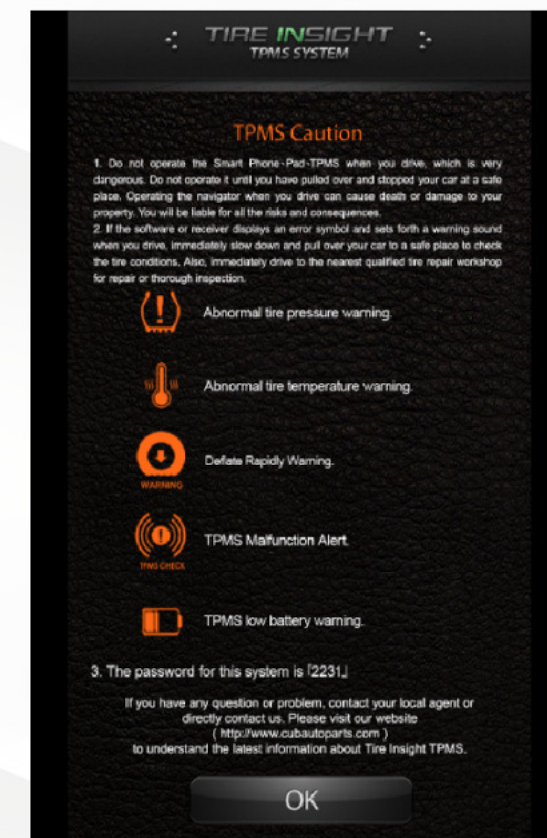 TIRE INSIGHT
TPMS SYSTEM
TPMS Caution
1. Do not operate the Smart Phone-Pad-TPMS when you drive, which is very
dangerous. Do not operate it until you have pulled over and stopped your car at a safe
place. Operating the navigator when you drive can cause death or damage to your
property. You will be liable for all the risks and consequences.
2. If the software or receiver displays an error symbol and sets forth a warning sound
when you drive, immediately slow down and pull over your car to a safe place to check
the tire conditions. Also, immediately drive to the nearest qualified tire repair workshop
for repair or thorough inspection.
Abnormal tire pressure warning.
Abnormal tire temperature warning.
WARNING
Deflate Rapidly Warning.
TPMS CHECK
TPMS Malfunction Alert.
TPMS low battery warning.
3. The password for this system is「2231」
If you have any question or problem, contact your local agent or
directly contact us. Please visit our website
( http://www.cubautoparts.com )
to understand the latest information about Tire Insight TPMS.
OK